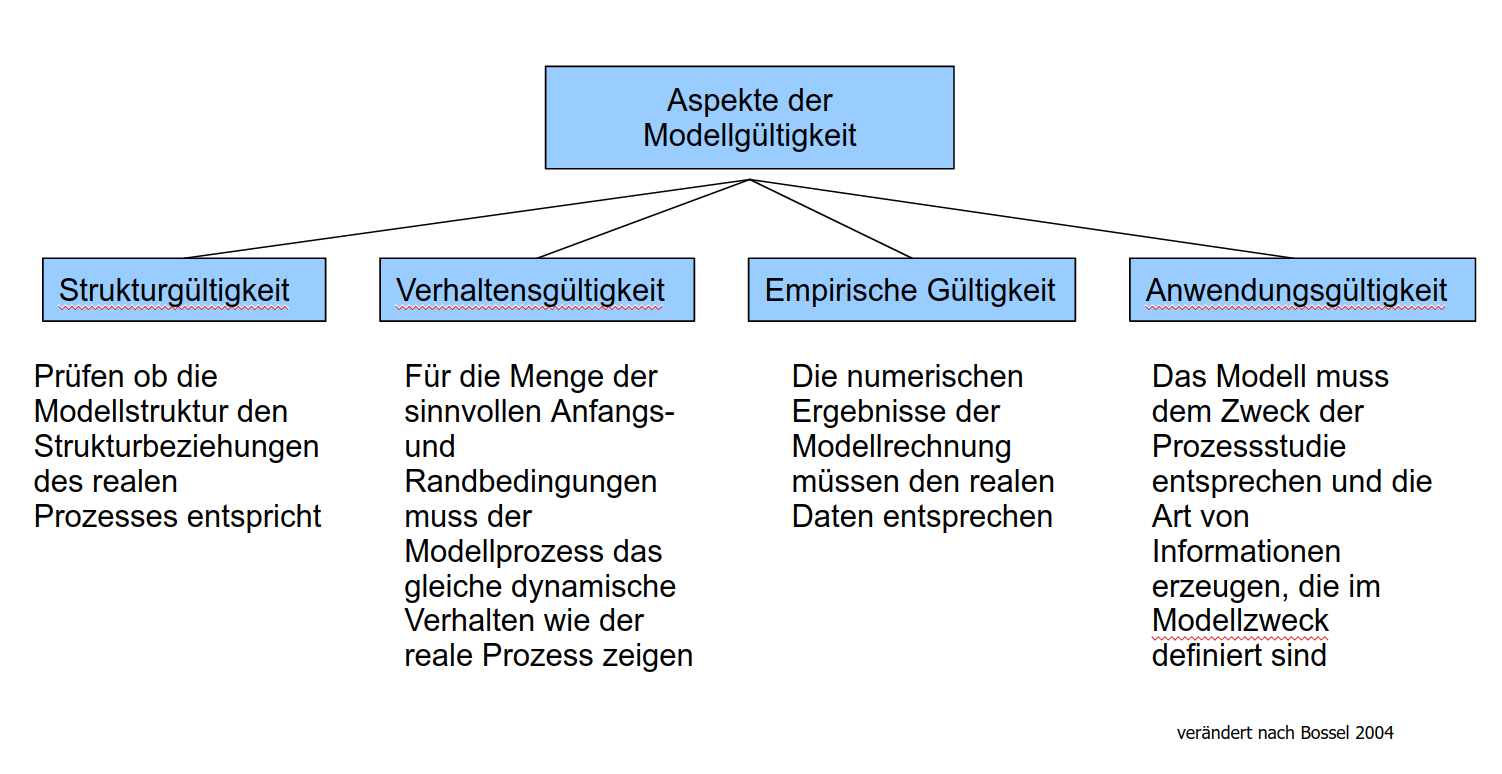 Aspekte der
Modellgültigkeit
Strukturgültigkeit
Verhaltensgültigkeit
Empirische Gültigkeit
Anwendungsgültigkeit
Prüfen ob die
Modellstruktur den
Strukturbeziehungen
des realen
Prozesses entspricht
Für die Menge der
sinnvollen Anfangs-
und
Randbedingungen
muss der
Modellprozess das
gleiche dynamische
Verhalten wie der
reale Prozess zeigen
Die numerischen
Ergebnisse der
Modellrechnung
müssen den realen
Daten entsprechen
Das Modell muss
dem Zweck der
Prozessstudie
entsprechen und die
Art von
Informationen
erzeugen, die im
Modellzweck
definiert sind
verändert nach Bossel 2004